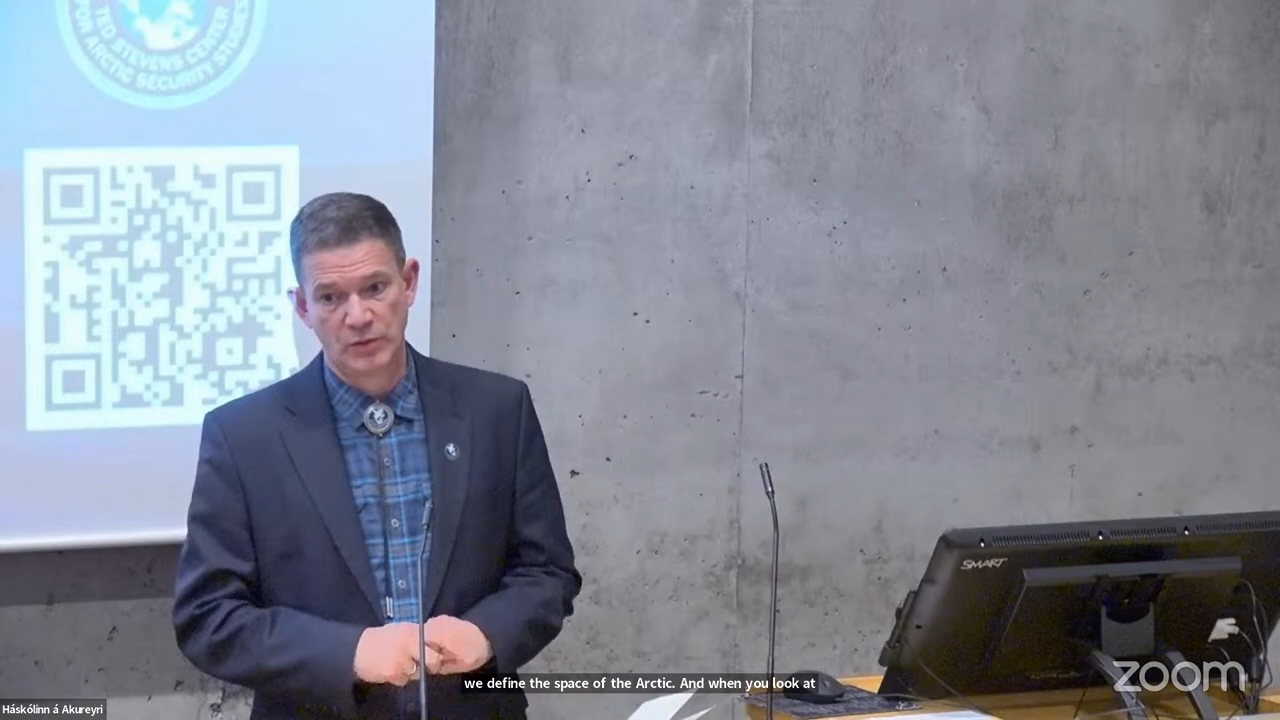 TED STEVENS CENTER
FOR ARCTIC SECURITY STUDIES
SMART
we define the space of the Arctic. And when you look at
zoom
Háskólinn á Akureyri